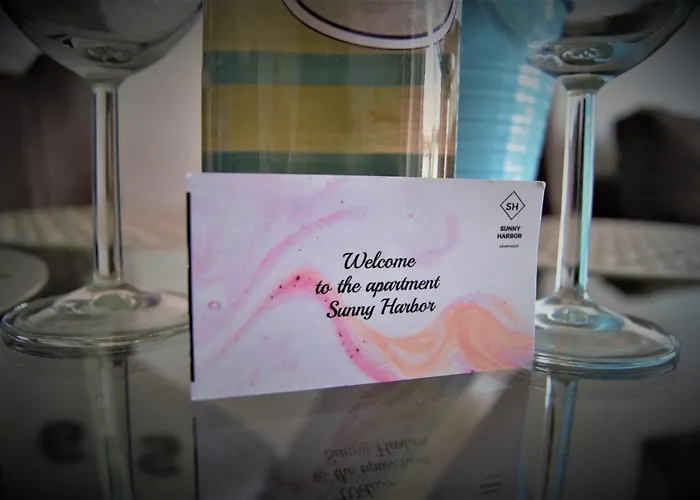 Welcome
to the apartment
Sunny Harbor
SH
SUNNY
HARBOR